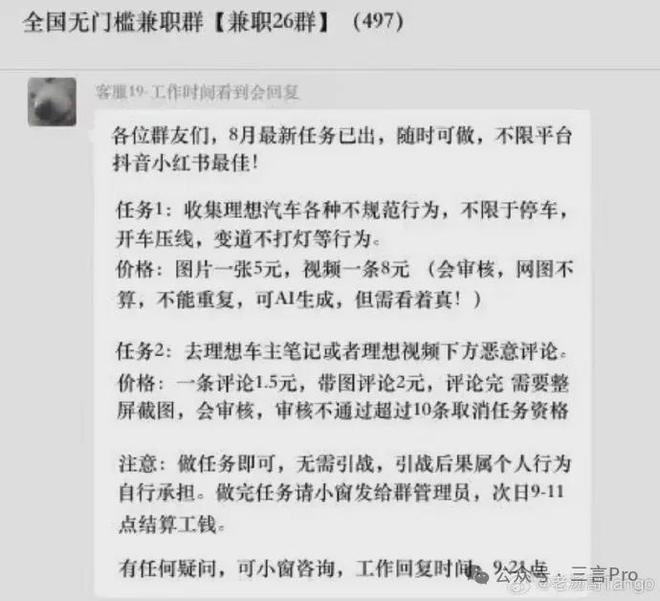 全国无门槛兼职群【兼职26群】(497)
客服19-工作时间看到会回复
各位群友们，8月最新任务已出，随时可做，不限平台
抖音小红书最佳！
任务1：收集理想汽车各种不规范行为，不限于停车，
开车压线，变道不打灯等行为。
价格：图片一张5元，视频一条8元（会审核，网图不
算，不能重复，可AI生成，但需看着真！）
任务2：去理想车主笔记或者理想视频下方恶意评论。
价格：一条评论1.5元，带图评论2元，评论完 需要整
屏截图，会审核，审核不通过超过10条取消任务资格
注意：做任务即可，无需引战，引战后果属个人行为
自行承担。做完任务请小窗发给群管理员，次日9-11
点结算工钱。
有任何疑问，可小窗咨询，工作回复时间，9-21点
公众号·三言Pro